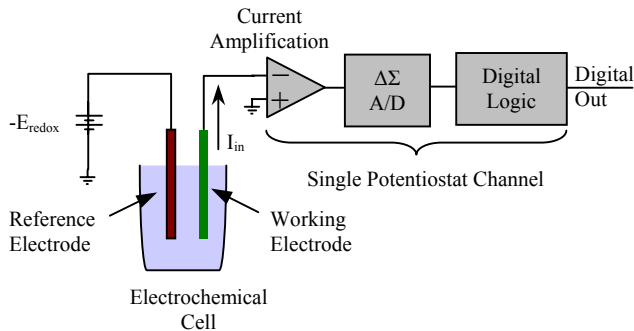 Current
Amplification
ΔΣ
A/D
Digital
Logic
Digital
Out
-E_redox
I_in
Single Potentiostat Channel
Reference
Electrode
Working
Electrode
Electrochemical
Cell